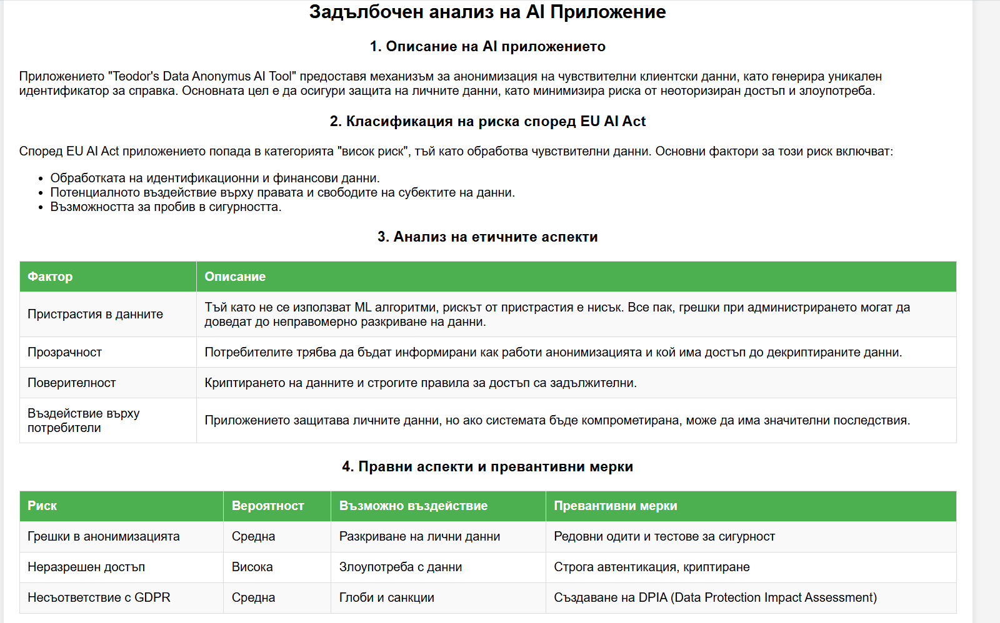 Задълбочен анализ на AI Приложение
1. Описание на AI приложението
Приложението "Teodor's Data Anonymus AI Tool" предоставя механизъм за анонимизация на чувствителни клиентски данни, като генерира уникален
идентификатор за справка. Основната цел е да осигури защита на личните данни, като минимизира риска от неоторизиран достъп и злоупотреба.
2. Класификация на риска според EU AI Act
Според EU AI Act приложението попада в категорията "висок риск", тъй като обработва чувствителни данни. Основни фактори за този риск включват:
• Обработката на идентификационни и финансови данни.
• Потенциалното въздействие върху правата и свободите на субектите на данни.
• Възможността за пробив в сигурността.
3. Анализ на етичните аспекти
Фактор Описание
Пристрастия в данните Тъй като не се използват ML алгоритми, рискът от пристрастия е нисък. Все пак, грешки при администрирането могат да
доведат до неправомерно разкриване на данни.
Прозрачност Потребителите трябва да бъдат информирани как работи анонимизацията и кой има достъп до декриптираните данни.
Поверителност Криптирането на данните и строгите правила за достъп са задължителни.
Въздействие върху
потребители Приложението защитава личните данни, но ако системата бъде компрометирана, може да има значителни последствия.
4. Правни аспекти и превантивни мерки
Риск Вероятност Възможно въздействие Превантивни мерки
Грешки в анонимизацията Средна Разкриване на лични данни Редовни одити и тестове за сигурност
Неразрешен достъп Висока Злоупотреба с данни Строга автентикация, криптиране
Несъответствие с GDPR Средна Глоби и санкции Създаване на DPIA (Data Protection Impact Assessment)